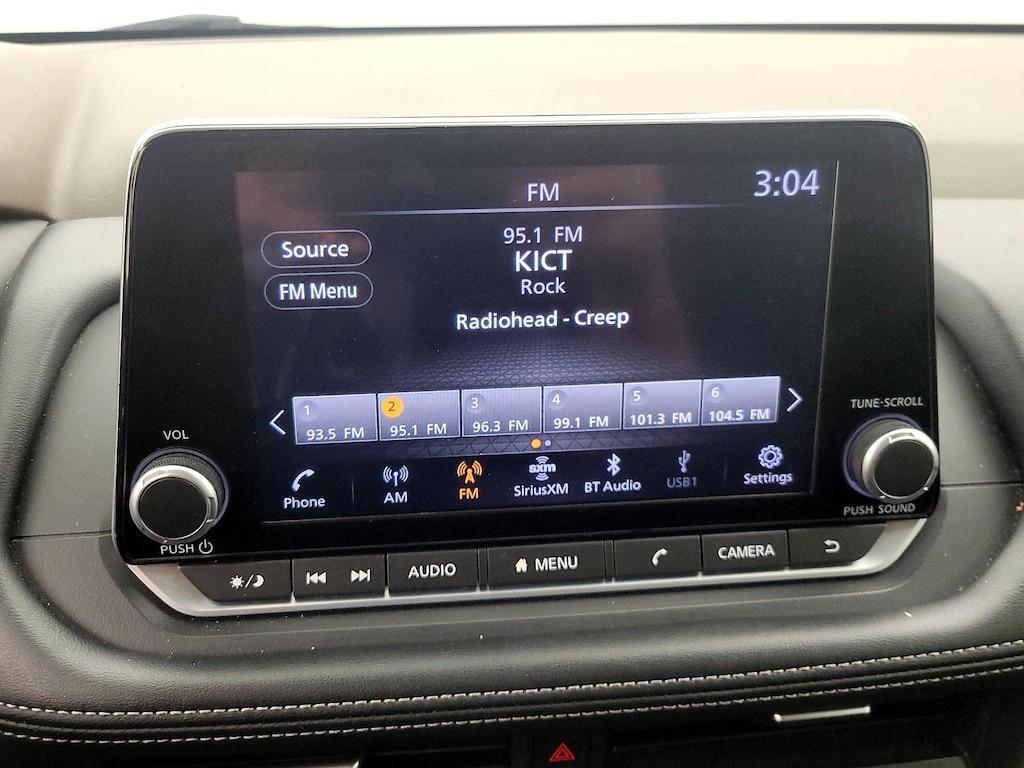 FM
3:04
Source
FM Menu
95.1 FM
KICT
Rock
Radiohead - Creep
1
93.5 FM
2
95.1 FM
3
96.3 FM
4
99.1 FM
5
101.3 FM
6
104.5 FM
VOL
PUSH
TUNE·SCROLL
PUSH SOUND
Phone
AM
FM
sxm
SiriusXM
BT Audio
USB1
Settings
AUDIO
MENU
CAMERA